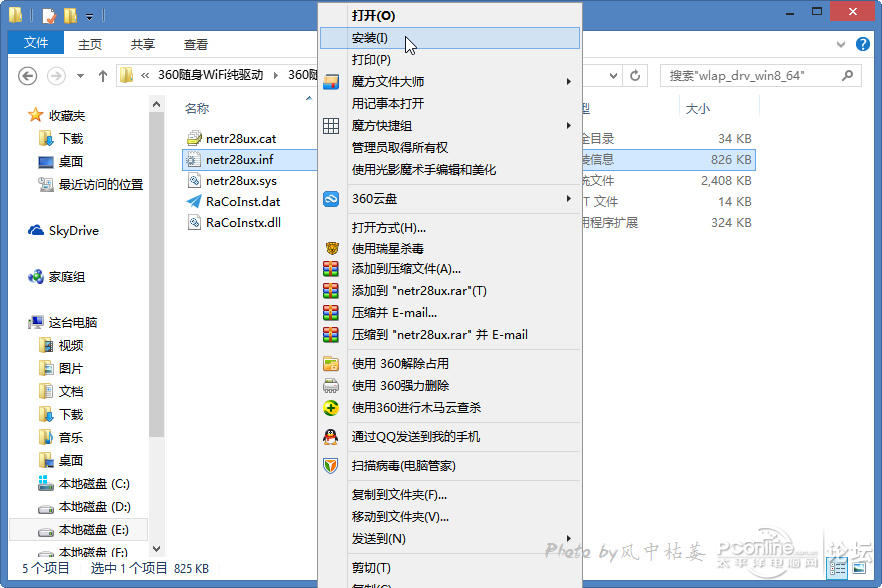 文件
主页
共享
查看
«
360随身WiFi纯驱动
360随
搜索"wlap_drv_win8_64"
收藏夹
下载
桌面
最近访问的位置
SkyDrive
家庭组
这台电脑
视频
图片
文档
下载
音乐
桌面
本地磁盘 (C:)
本地磁盘 (D:)
本地磁盘 (E:)
本地磁盘 (F:)
名称
netr28ux.cat
netr28ux.inf
netr28ux.sys
RaCoInst.dat
RaCoInstx.dll
打开(O)
安装(I)
打印(P)
魔方文件大师
用记事本打开
魔方快捷组
管理员取得所有权
使用光影魔术手编辑和美化
360云盘
打开方式(H)...
使用瑞星杀毒
添加到压缩文件(A)...
添加到 "netr28ux.rar"(T)
压缩并 E-mail...
压缩到 "netr28ux.rar" 并 E-mail
使用 360解除占用
使用 360强力删除
使用360进行木马云查杀
通过QQ发送到我的手机
扫描病毒(电脑管家)
复制到文件夹(F)...
移动到文件夹(V)...
发送到(N)
剪切(T)
复制(C)
型
大小
全目录
34 KB
装信息
826 KB
统文件
2,408 KB
T 文件
14 KB
用程序扩展
324 KB
5 个项目
选中 1 个项目
825 KB
Photo by 风中枯萎
PConline
太平洋电脑网
论坛